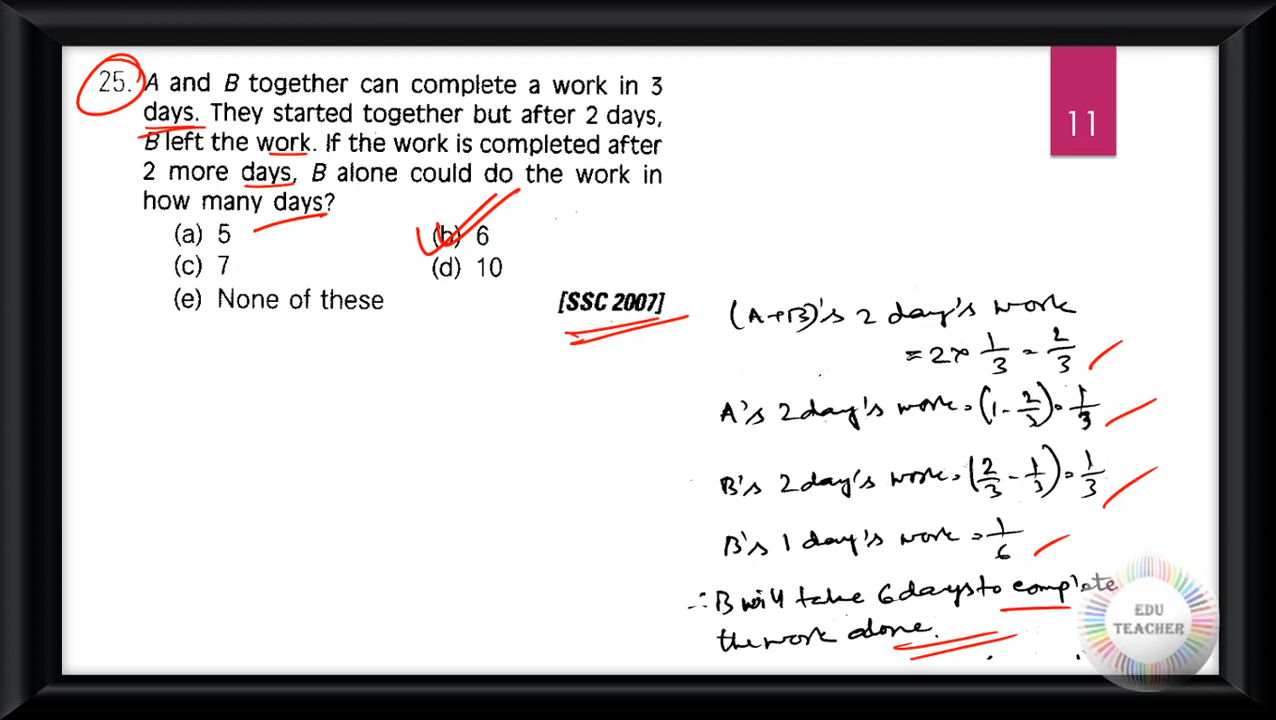 11
25. A and B together can complete a work in 3
days. They started together but after 2 days,
B left the work. If the work is completed after
2 more days, B alone could do the work in
how many days?
(a) 5 (b) 6
(c) 7 (d) 10
(e) None of these [SSC 2007]
(A+B)'s 2 day's work
= 2 × 1/3 = 2/3
A's 2 day's work = (1 - 2/3) = 1/3
B's 2 day's work = (2/3 - 1/3) = 1/3
B's 1 day's work = 1/6
∴ B will take 6 days to complete
the work alone.
EDU
TEACHER